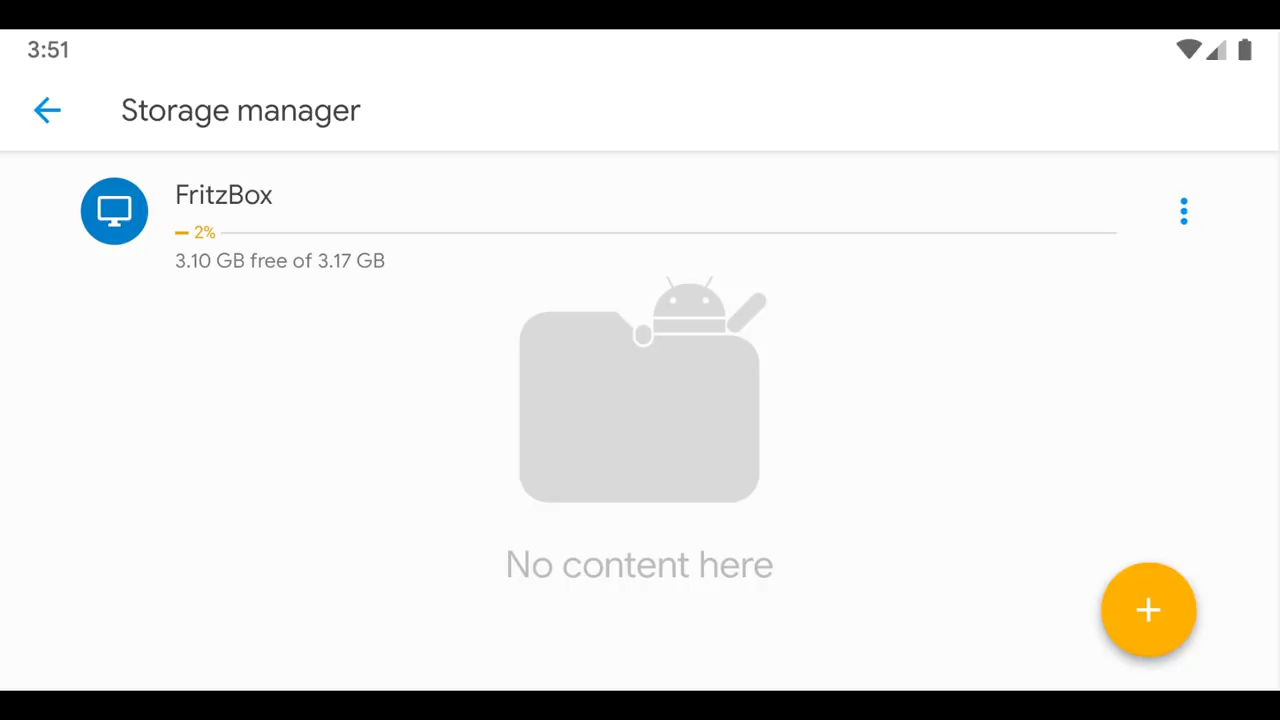 3:51
Storage manager
FritzBox
2%
3.10 GB free of 3.17 GB
No content here